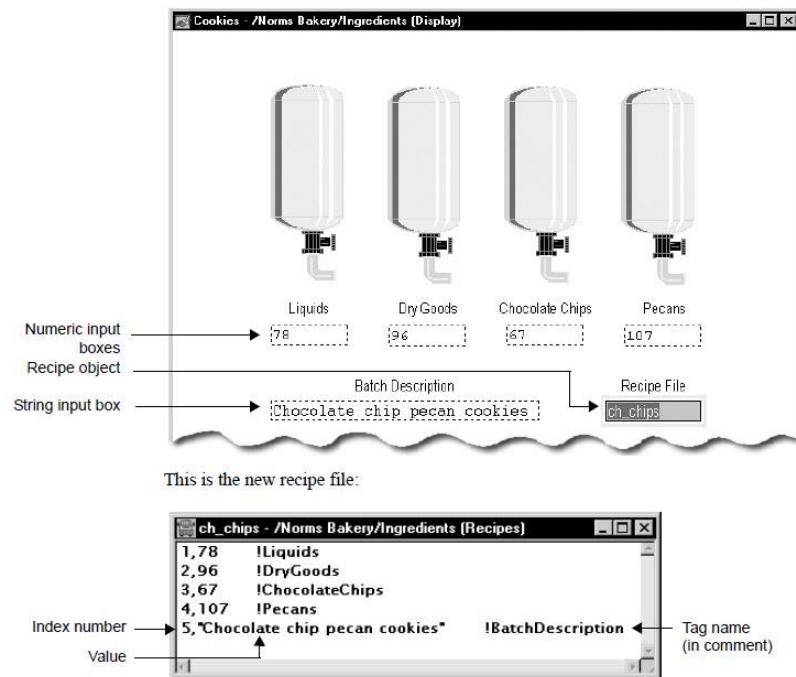 Cookies - /Norms Bakery/Ingredients (Display)
Liquids DryGoods Chocolate Chips Pecans
Numeric input
boxes
78 96 67 107
Recipe object
Batch Description Recipe File
String input box
Chocolate chip pecan cookies ch_chips
This is the new recipe file:
ch_chips - /Norms Bakery/Ingredients (Recipes)
1,78 !Liquids
2,96 !DryGoods
3,67 !ChocolateChips
4,107 !Pecans
Index number
5,"Chocolate chip pecan cookies" !BatchDescription
Tag name
(in comment)
Value